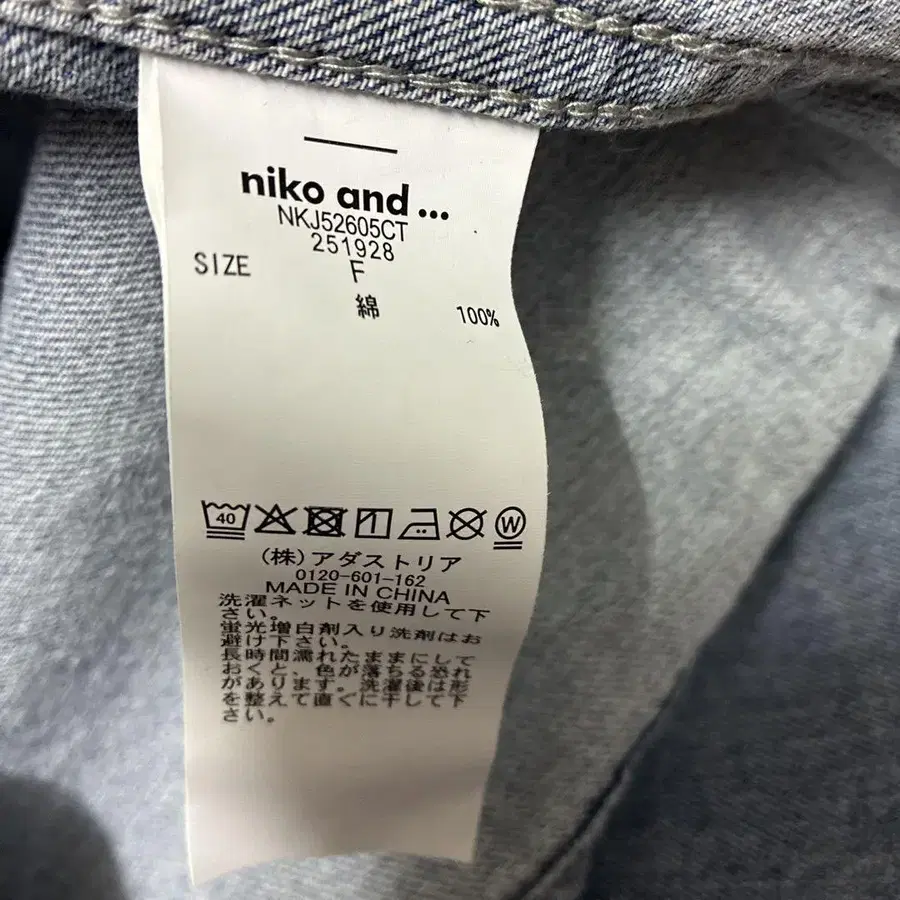 niko and ...
NKJ52605CT
251928
SIZE F
綿 100%
40
W
(株)アダストリア
0120-601-162
MADE IN CHINA
洗濯ネットを使用して下
さい。
蛍光増白剤入り洗剤はお
避け下さい。
長時間濡れたままにして
おくと、色が落ちる恐れ
があります。洗濯後は形
を整えて直ぐに干して下
さい。